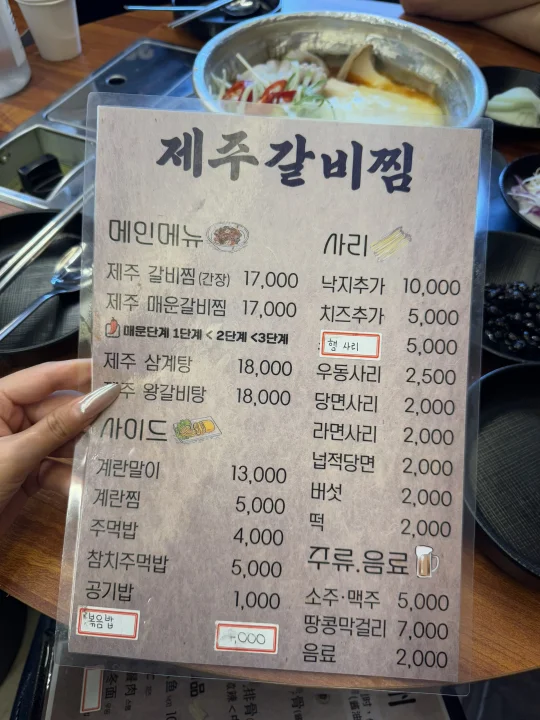 제주갈비찜
메인메뉴
제주 갈비찜(간장) 17,000
제주 매운갈비찜 17,000
매운단계 1단계 < 2단계 <3단계
제주 삼계탕 18,000
제주 왕갈비탕 18,000
사이드
계란말이 13,000
계란찜 5,000
주먹밥 4,000
참치주먹밥 5,000
공기밥 1,000
볶음밥
사리
낙지추가 10,000
치즈추가 5,000
햄 사리 5,000
우동사리 2,500
당면사리 2,000
라면사리 2,000
넙적당면 2,000
버섯 2,000
떡 2,000
주류.음료
소주·맥주 5,000
땅콩막걸리 7,000
음료 2,000